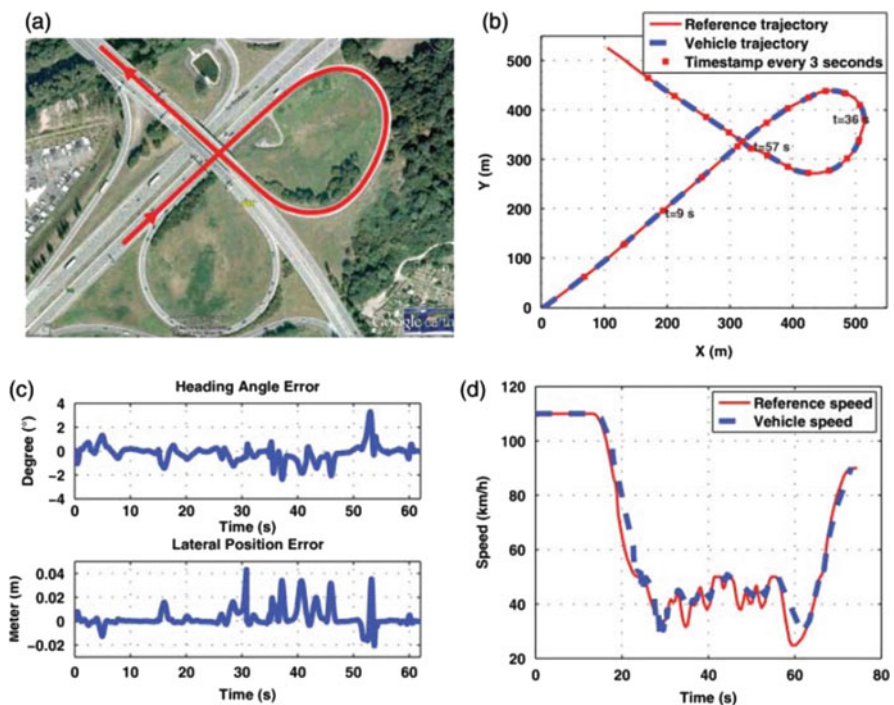 (a)
Google earth
(b)
Reference trajectory
Vehicle trajectory
Timestamp every 3 seconds
500
400
300
200
100
0
Y (m)
t=36 s
t=57 s
t=9 s
0 100 200 300 400 500
X (m)
(c)
Heading Angle Error
4
2
0
−2
−4
Degree (°)
0 10 20 30 40 50 60
Time (s)
Lateral Position Error
0.04
0.02
0
−0.02
Meter (m)
0 10 20 30 40 50 60
Time (s)
(d)
Reference speed
Vehicle speed
120
100
80
60
40
20
Speed (km/h)
0 20 40 60 80
Time (s)